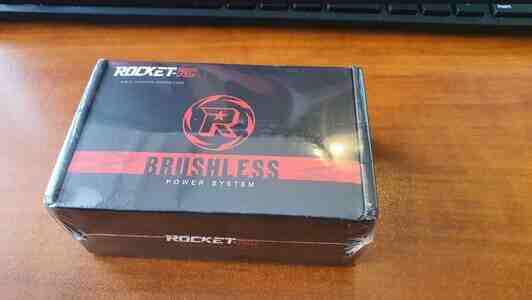 ROCKET-RC
R
BRUSHLESS
POWER SYSTEM
ROCKET-RC